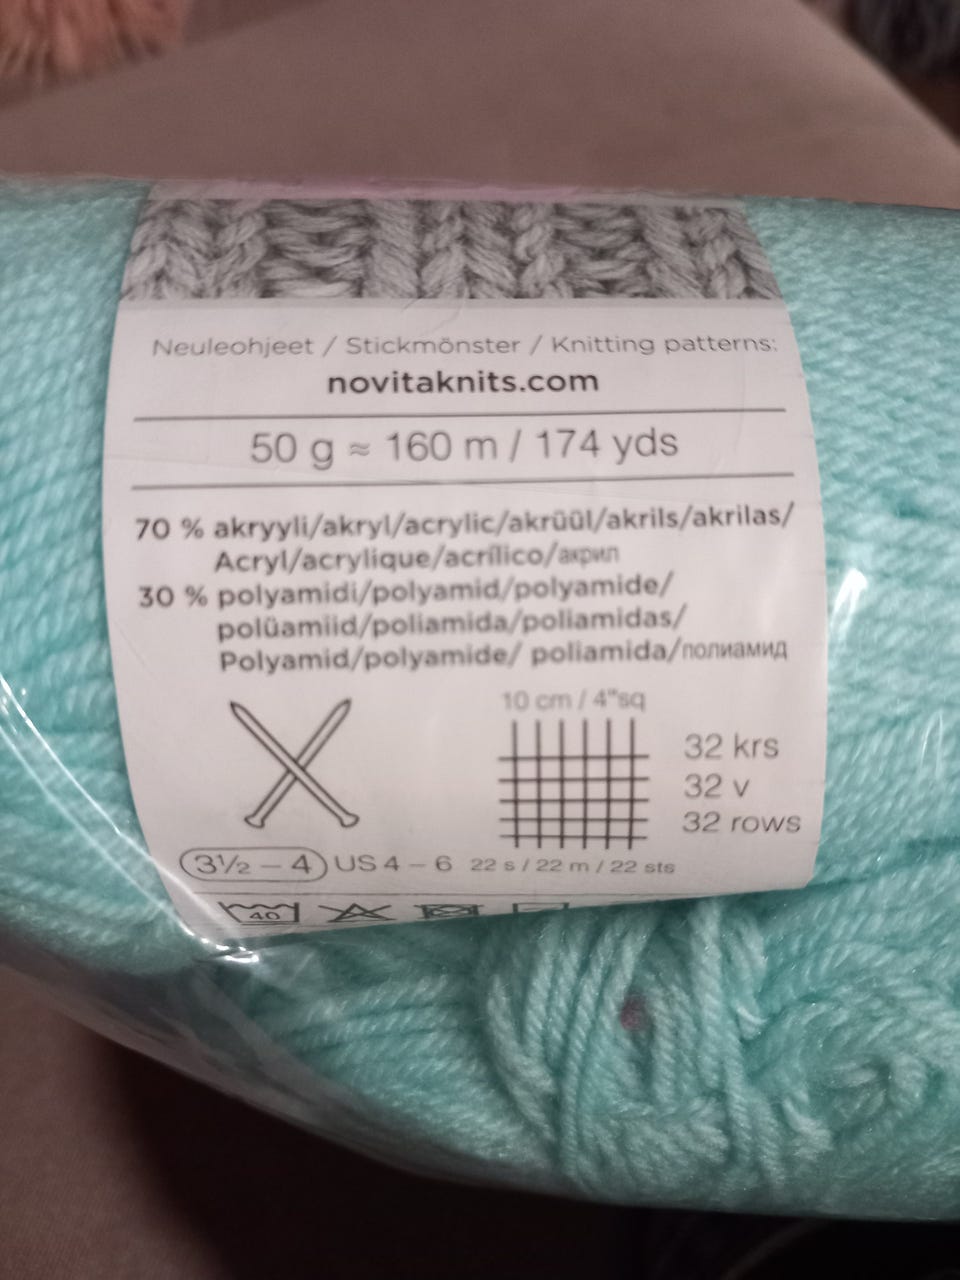 Neuleohjeet / Stickmönster / Knitting patterns:
novitaknits.com
50 g ≈ 160 m / 174 yds
70 % akryyli/akryl/acrylic/akrüül/akrils/akrilas/
Acryl/acrylique/acrílico/акрил
30 % polyamidi/polyamid/polyamide/
polüamiid/poliamida/poliamidas/
Polyamid/polyamide/ poliamida/полиамид
10 cm / 4"sq
32 krs
32 v
32 rows
3½ – 4 US 4 – 6 22 s / 22 m / 22 sts
40